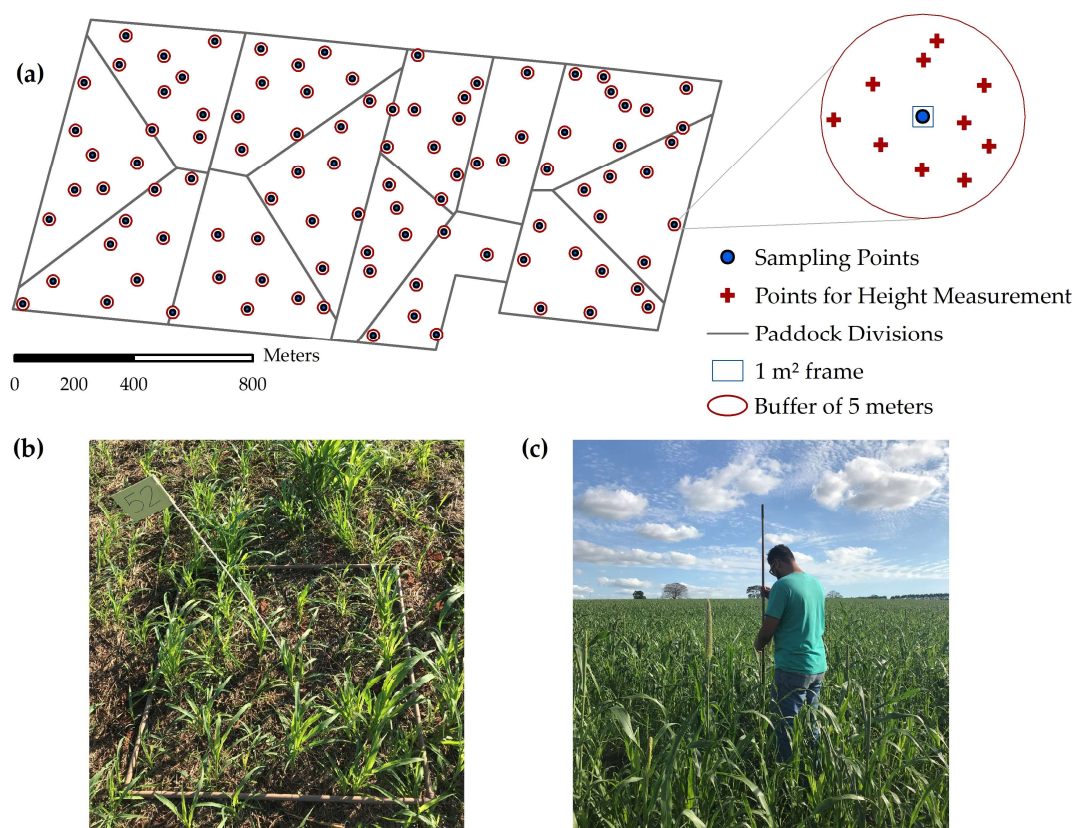 (a)
Sampling Points
Points for Height Measurement
Paddock Divisions
1 m² frame
Buffer of 5 meters
Meters
0 200 400 800
(b)
(c)
52